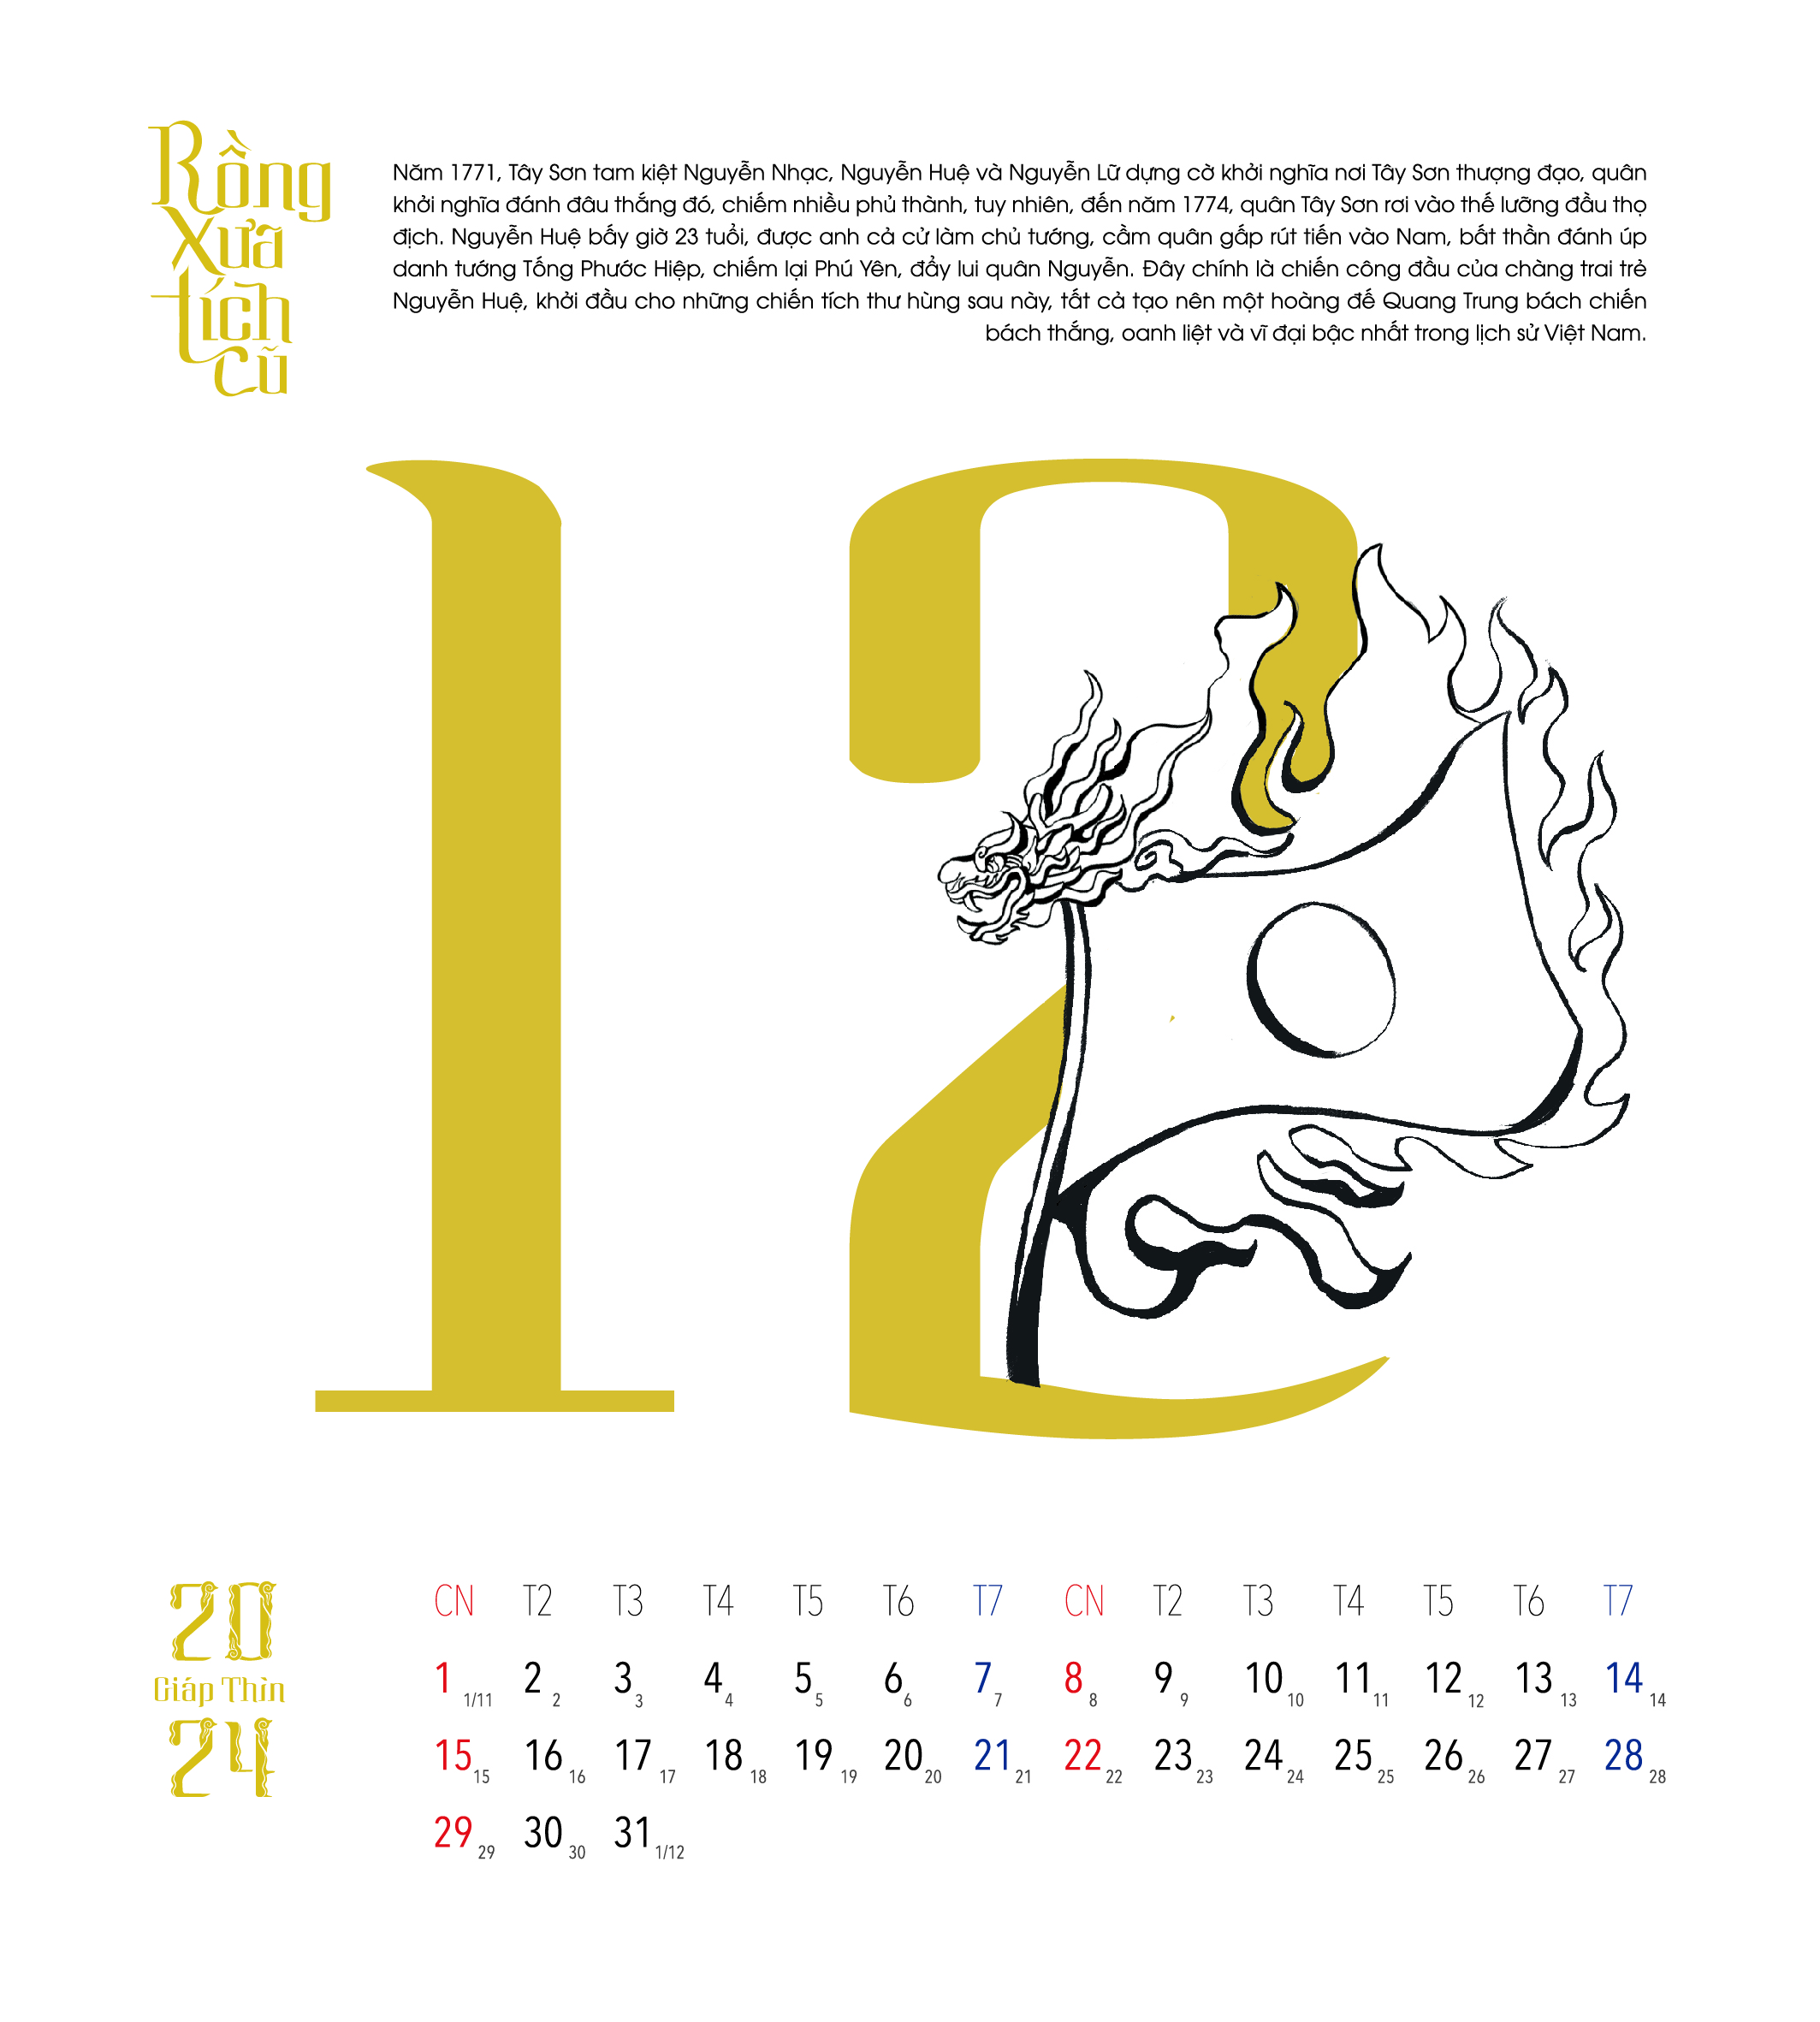 Rồng
xưa
tích
cũ
Năm 1771, Tây Sơn tam kiệt Nguyễn Nhạc, Nguyễn Huệ và Nguyễn Lữ dựng cờ khởi nghĩa nơi Tây Sơn thượng đạo, quân
khởi nghĩa đánh đâu thắng đó, chiếm nhiều phủ thành, tuy nhiên, đến năm 1774, quân Tây Sơn rơi vào thế lưỡng đầu thọ
địch. Nguyễn Huệ bấy giờ 23 tuổi, được anh cả cử làm chủ tướng, cầm quân gấp rút tiến vào Nam, bất thần đánh úp
danh tướng Tống Phước Hiệp, chiếm lại Phú Yên, đẩy lui quân Nguyễn. Đây chính là chiến công đầu của chàng trai trẻ
Nguyễn Huệ, khởi đầu cho những chiến tích thư hùng sau này, tất cả tạo nên một hoàng đế Quang Trung bách chiến
bách thắng, oanh liệt và vĩ đại bậc nhất trong lịch sử Việt Nam.
12
20
Giáp Thìn
24
CN T2 T3 T4 T5 T6 T7 CN T2 T3 T4 T5 T6 T7
1 1/11 2 2 3 3 4 4 5 5 6 6 7 7 8 8 9 9 10 10 11 11 12 12 13 13 14 14
15 15 16 16 17 17 18 18 19 19 20 20 21 21 22 22 23 23 24 24 25 25 26 26 27 27 28 28
29 29 30 30 31 1/12